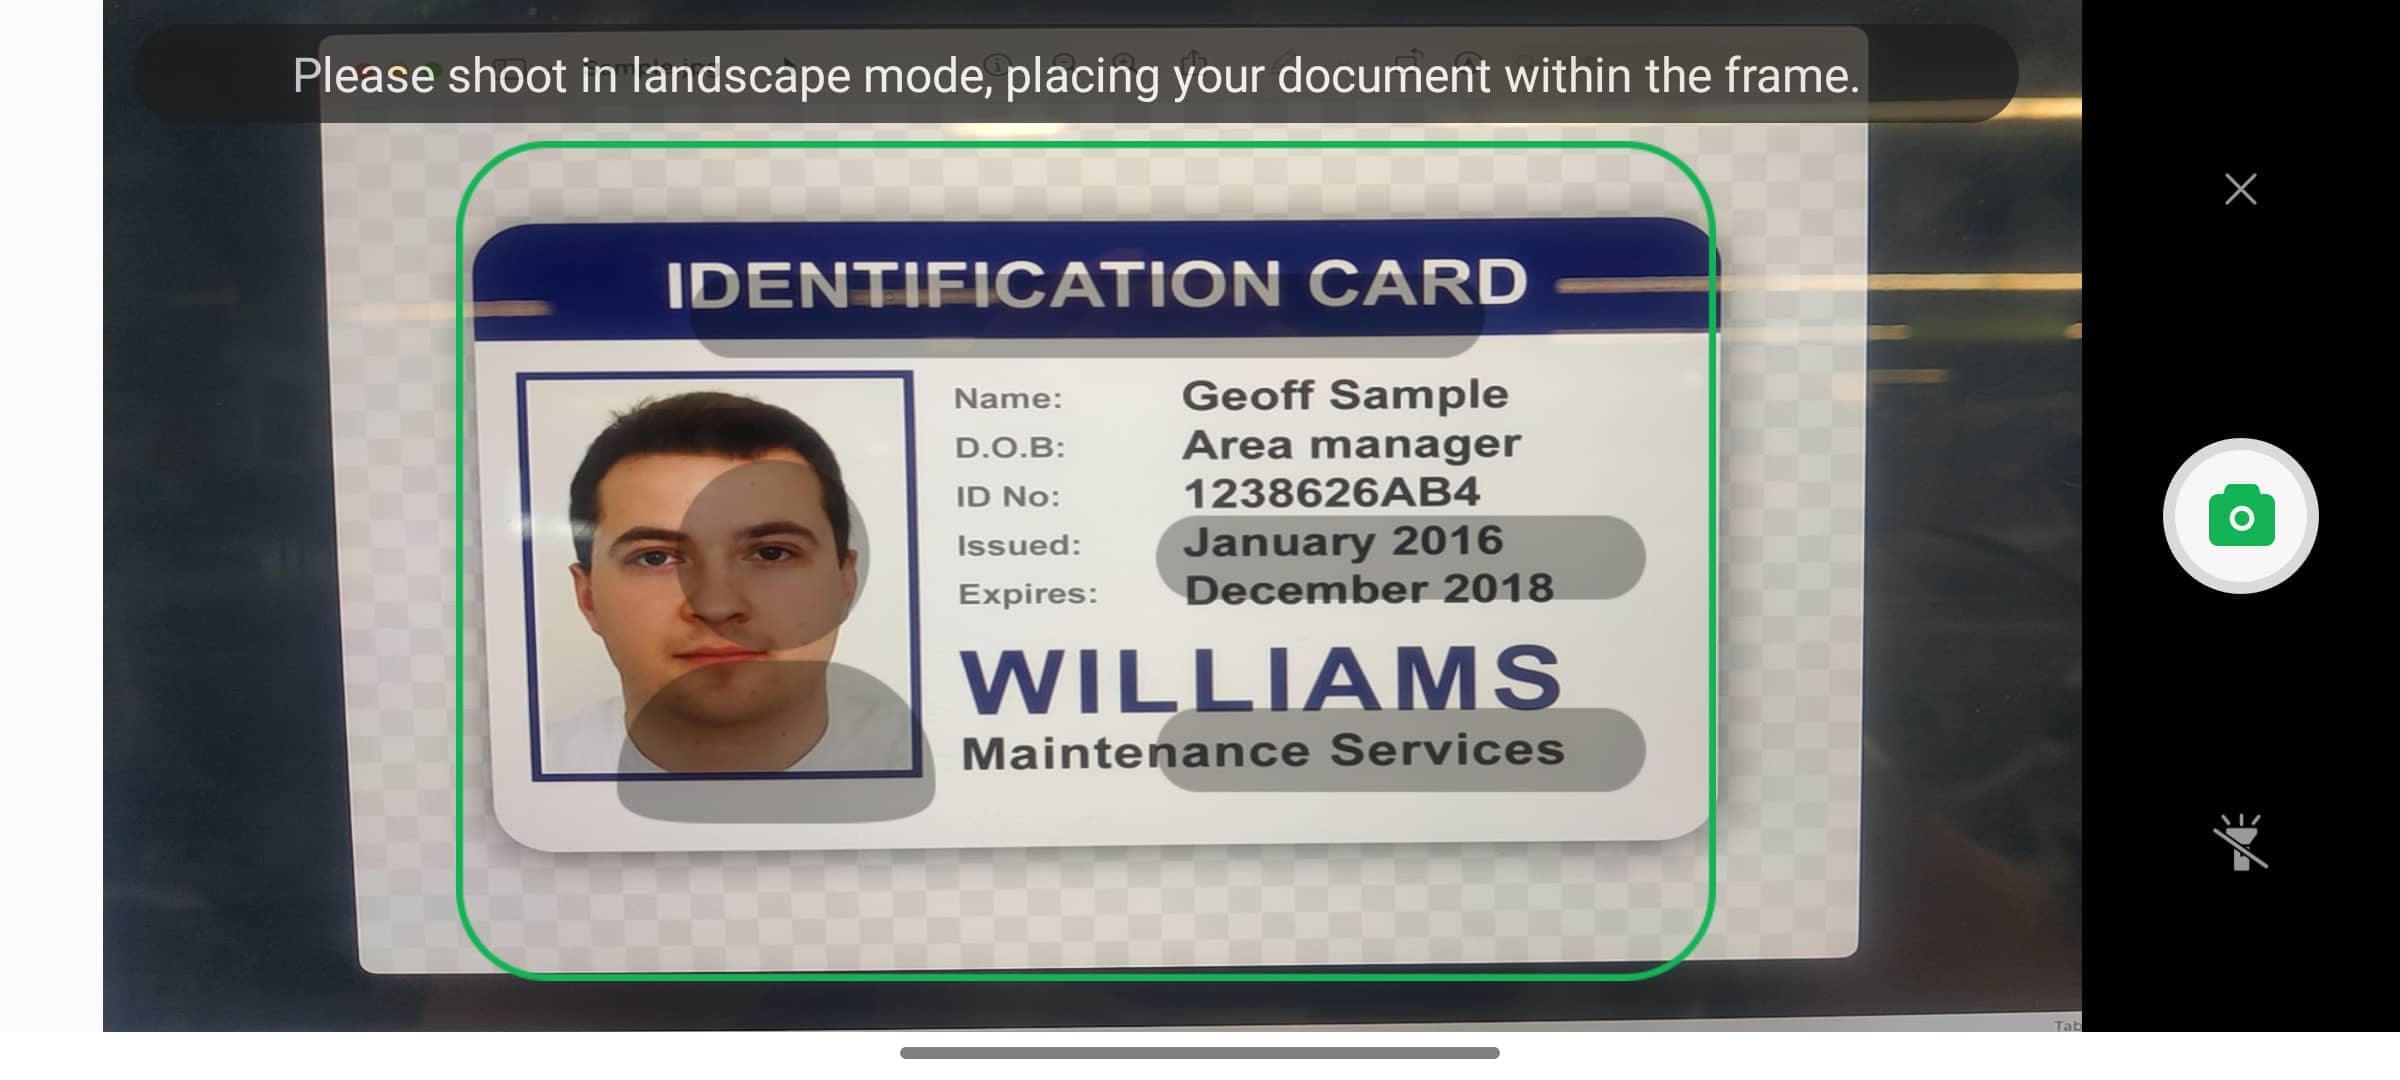 Please shoot in landscape mode, placing your document within the frame.
IDENTIFICATION CARD
Name: Geoff Sample
D.O.B: Area manager
ID No: 1238626AB4
Issued: January 2016
Expires: December 2018
WILLIAMS
Maintenance Services
Tab